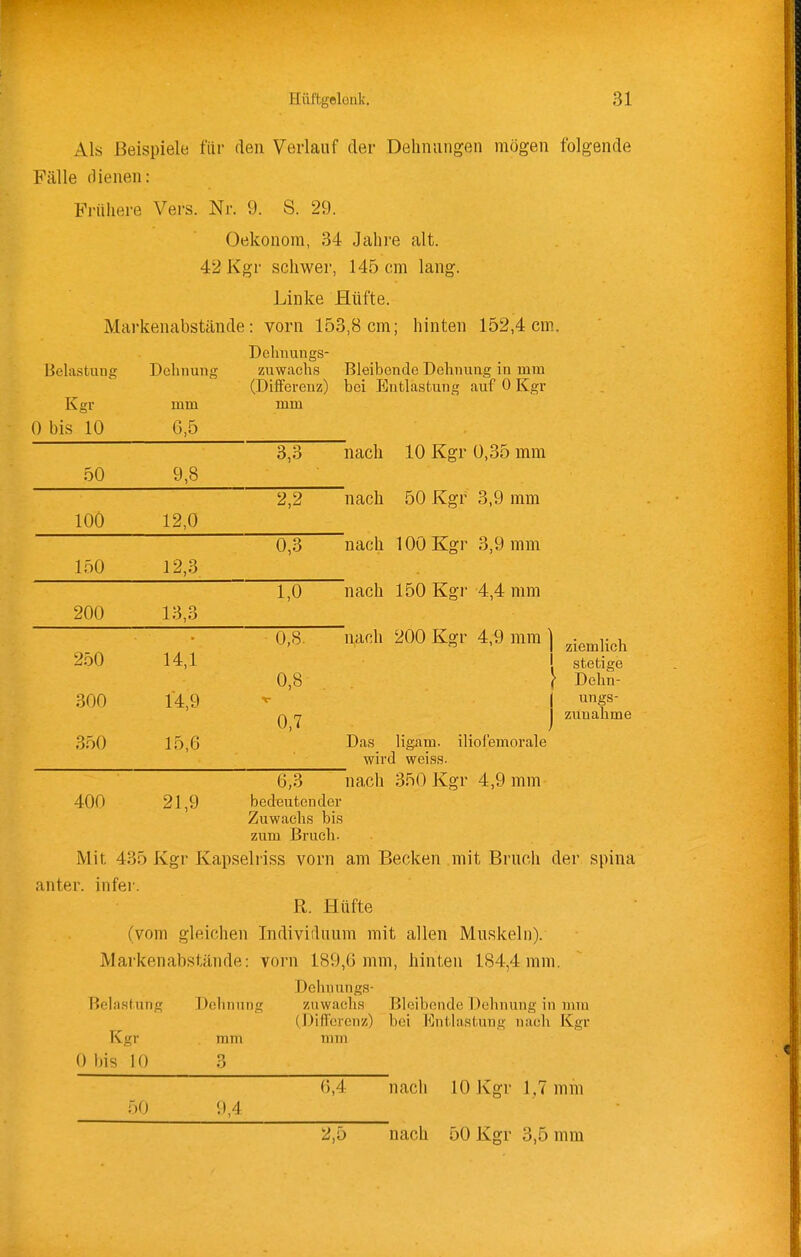 Hüftgelenk. 31
Als Beispiele für den Verlauf der Dehnungen mögen folgende
Fälle dienen:
Frühere Vers. Nr. 9. S. 29.
Oekonom, 34 Jahre alt.
42 Kgr schwer, 145 cm lang.
Linke Hüfte.
Markenabstände: vorn 153,8 cm; hinten 152,4 cm.
Dehnungs-
Belastung Dehnung zuwachs Bleibende Dehnung in mm
(Differenz) bei Entlastung auf 0 Kgr
Kgr mm mm
0 bis 10 6,5
3,3 nach 10 Kgr 0,35 mm
50 9,8
2,2 nach 50 Kgr 3,9 mm
100 12,0
0,3 nach 100 Kgr 3,9 mm
150 12,3
1,0 nach 150 Kgr 4,4 mm
200 13,3
0,8 nach 200 Kgr 4,9 mm ziemlich
250 14,1 stetige
0,8 Dehn-
300 14,9 ungs-
0,7 zunahme
350 15,6 Das ligam. iliofemorale
wird weiss.
6,3 nach 350 Kgr 4,9 mm
400 21,9 bedeutender
Zuwachs bis
zum Bruch.
Mit 435 Kgr Kapselriss vorn am Becken mit Bruch der spina
anter. infer.
R. Hüfte
(vom gleichen Individuum mit allen Muskeln).
Markenabstände: vorn 189,6 mm, hinten 184,4 mm.
Dehnungs-
Belastung Dehnung zuwachs Bleibende Dehnung in mm
(Differenz) bei Entlastung nach Kgr
Kgr mm mm
0 bis 10 3
6,4 nach 10 Kgr 1,7 mm
50 9,4
2,5 nach 50 Kgr 3,5 mm